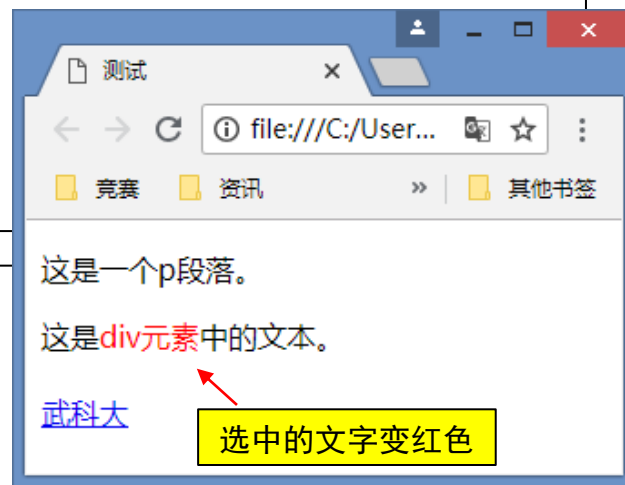 测试
file:///C:/User...
竞赛 资讯 » 其他书签
这是一个p段落。
这是div元素中的文本。
武科大
选中的文字变红色